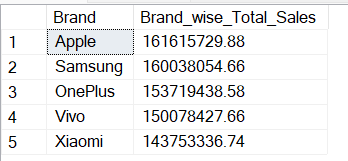 Brand Brand_wise_Total_Sales
1 Apple 161615729.88
2 Samsung 160038054.66
3 OnePlus 153719438.58
4 Vivo 150078427.66
5 Xiaomi 143753336.74